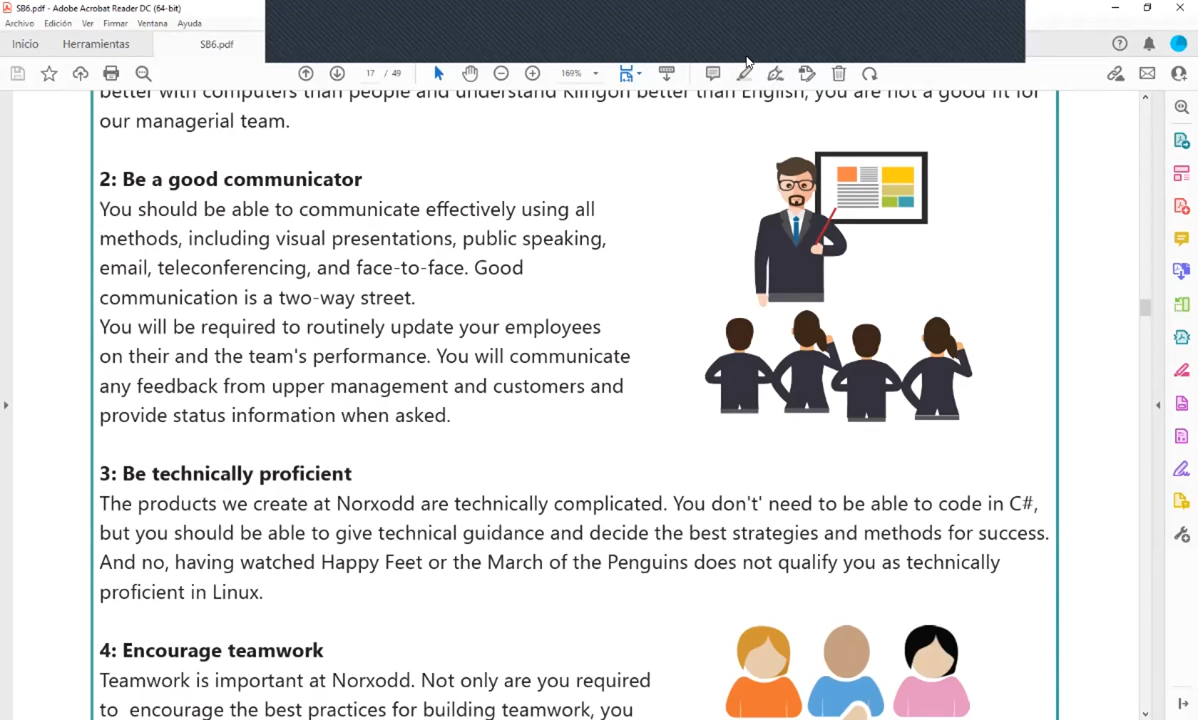 SB6.pdf - Adobe Acrobat Reader DC (64-bit)
Archivo Edición Ver Firmar Ventana Ayuda
Inicio Herramientas SB6.pdf
17 / 49 169%
better with computers than people and understand Klingon better than English, you are not a good fit for
our managerial team.
2: Be a good communicator
You should be able to communicate effectively using all
methods, including visual presentations, public speaking,
email, teleconferencing, and face-to-face. Good
communication is a two-way street.
You will be required to routinely update your employees
on their and the team's performance. You will communicate
any feedback from upper management and customers and
provide status information when asked.
3: Be technically proficient
The products we create at Norxodd are technically complicated. You don't' need to be able to code in C#,
but you should be able to give technical guidance and decide the best strategies and methods for success.
And no, having watched Happy Feet or the March of the Penguins does not qualify you as technically
proficient in Linux.
4: Encourage teamwork
Teamwork is important at Norxodd. Not only are you required
to encourage the best practices for building teamwork, you